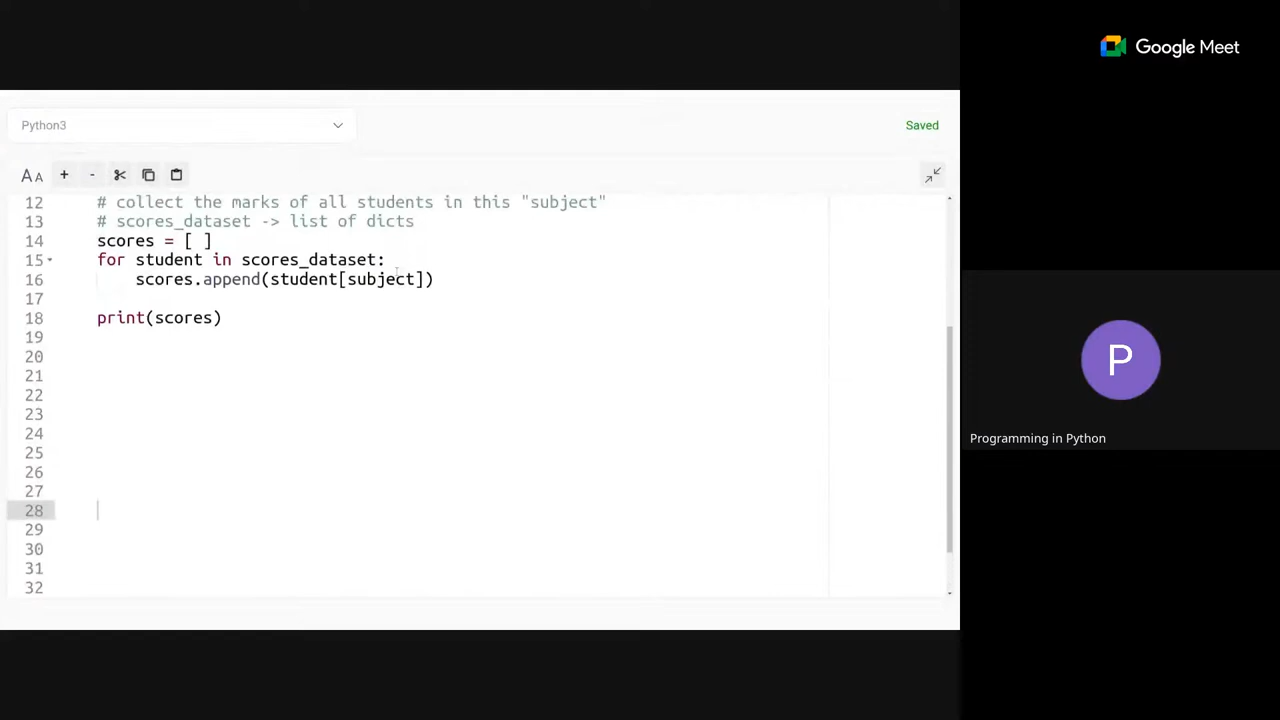 Google Meet
Python3
Saved
AA + -
12 # collect the marks of all students in this "subject"
13 # scores_dataset -> list of dicts
14 scores = [ ]
15 for student in scores_dataset:
16 scores.append(student[subject])
17
18 print(scores)
19
20
21
22
23
24
25
26
27
28
29
30
31
32
P
Programming in Python